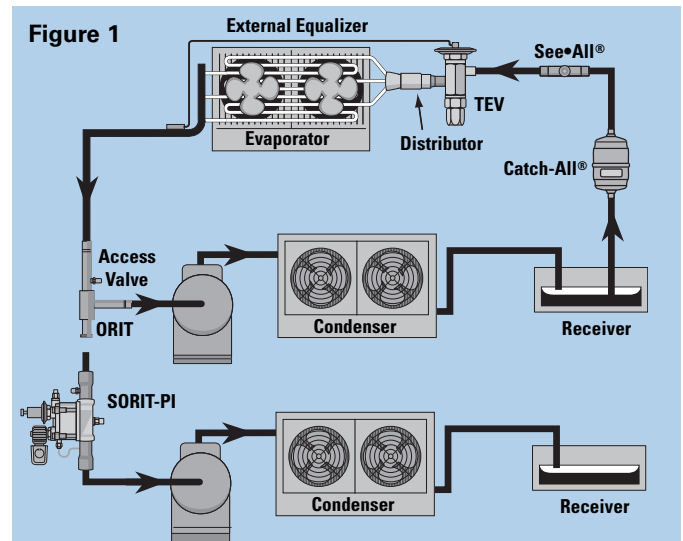 Figure 1
External Equalizer
See•All®
TEV
Evaporator
Distributor
Catch-All®
Access
Valve
ORIT
Condenser
Receiver
SORIT-PI
Condenser
Receiver